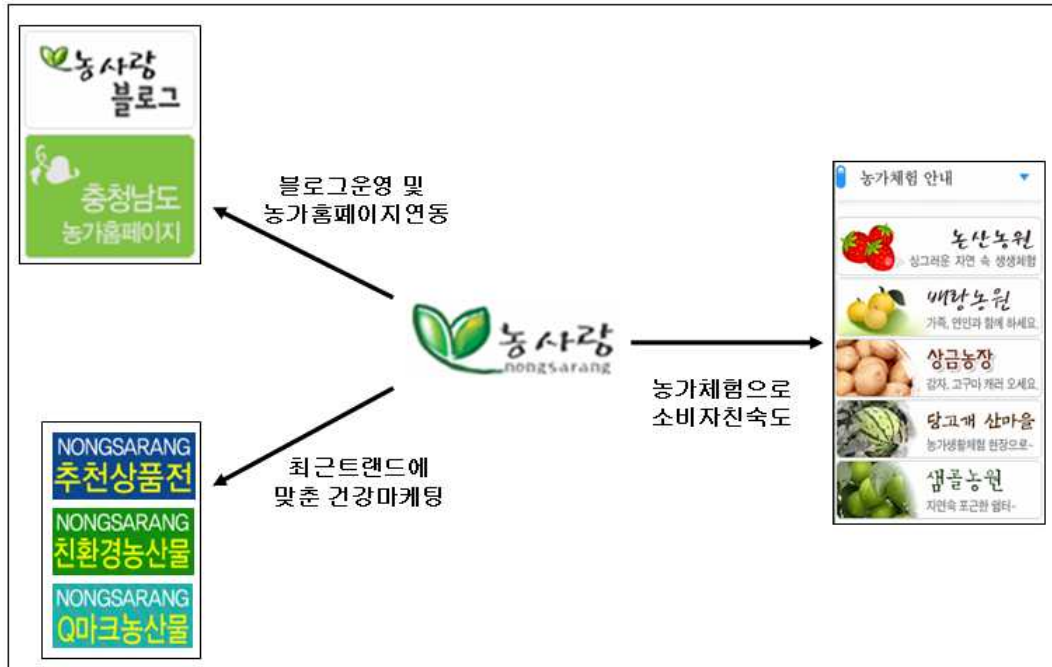 농사랑
블로그
충청남도
농가홈페이지
블로그운영 및
농가홈페이지연동
농사랑
nongsarang
농가체험으로
소비자친숙도
최근트랜드에
맞춘 건강마케팅
NONGSARANG
추천상품전
NONGSARANG
친환경농산물
NONGSARANG
Q마크농산물
농가체험 안내
논산농원
싱그러운 자연 속 생생체험
배랑농원
가족, 연인과 함께 하세요.
상금농장
감자, 고구마 캐러 오세요.
당고개 산마을
농가생활체험 현장으로~
샘골농원
자연속 포근한 쉼터~